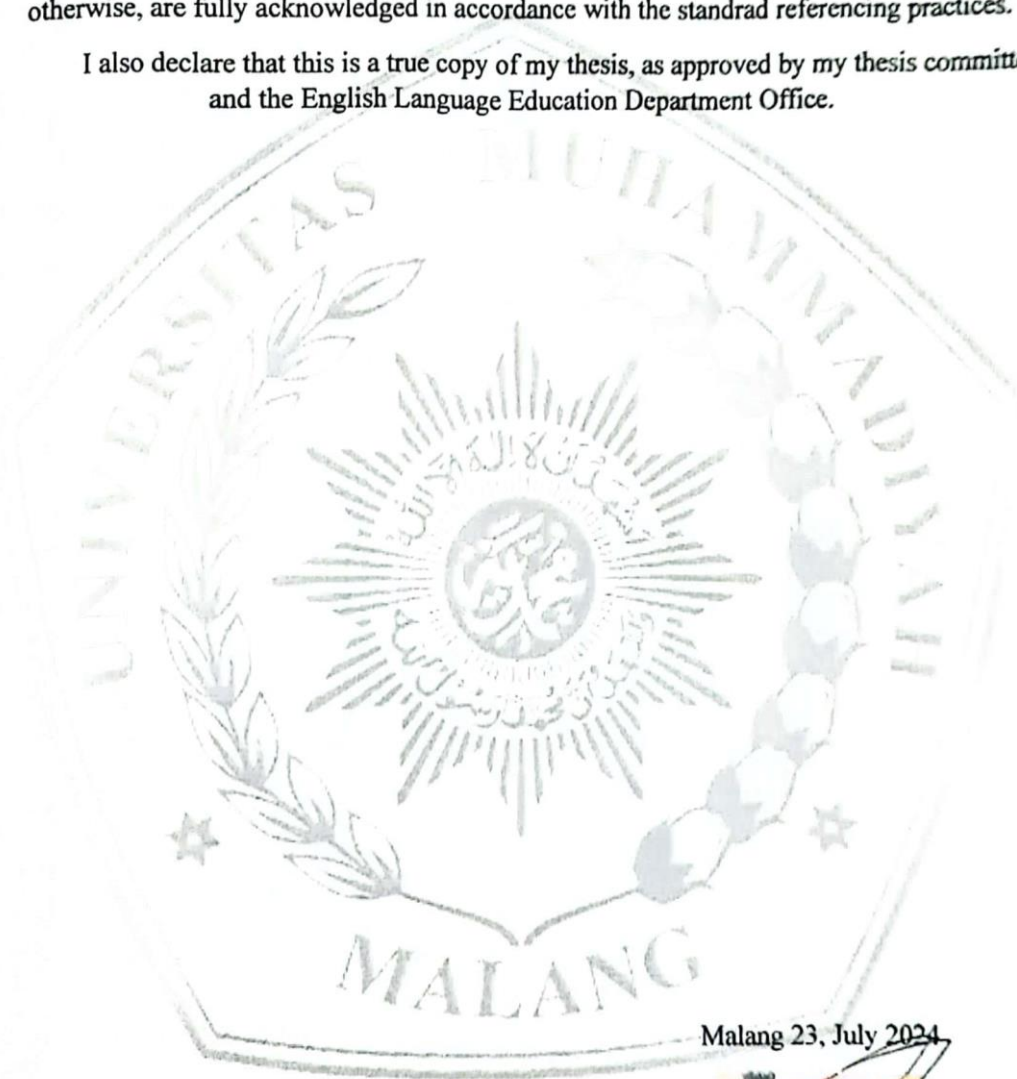 otherwise, are fully acknowledged in accordance with the standrad referencing practices.
I also declare that this is a true copy of my thesis, as approved by my thesis committ
and the English Language Education Department Office.
UNIVERSITAS MUHAMMADIYAH
MALANG
Malang 23, July 2024